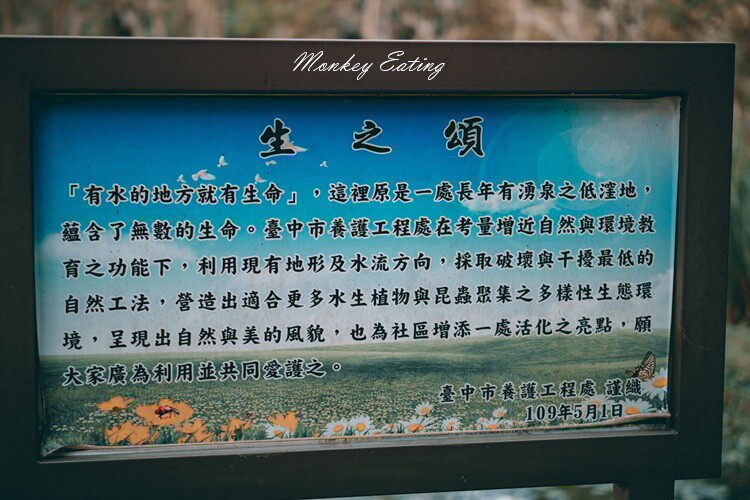 Monkey Eating
生之頌
「有水的地方就有生命」，這裡原是一處長年有湧泉之低漥地，
蘊含了無數的生命。臺中市養護工程處在考量增近自然與環境教
育之功能下，利用現有地形及水流方向，採取破壞與干擾最低的
自然工法，營造出適合更多水生植物與昆蟲聚集之多樣性生態環
境，呈現出自然與美的風貌，也為社區增添一處活化之亮點，願
大家廣為利用並共同愛護之。
臺中市養護工程處 謹織
109年5月1日